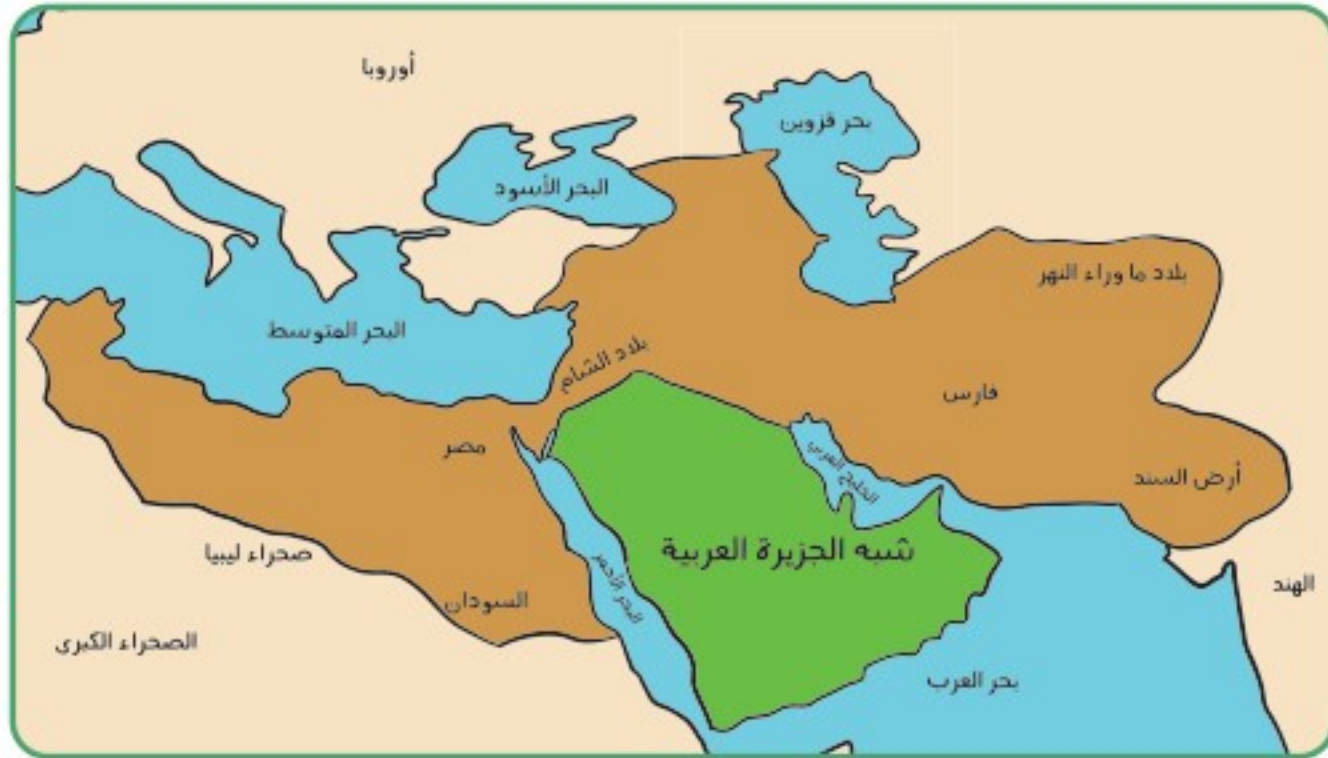 أوروبا
بحر قزوين
البحر الأسود
بلاد ما وراء النهر
البحر المتوسط
بلاد الشام
فارس
مصر
الخليج العربي
أرض السند
شبه الجزيرة العربية
صحراء ليبيا
البحر الأحمر
الهند
السودان
الصحراء الكبرى
بحر العرب